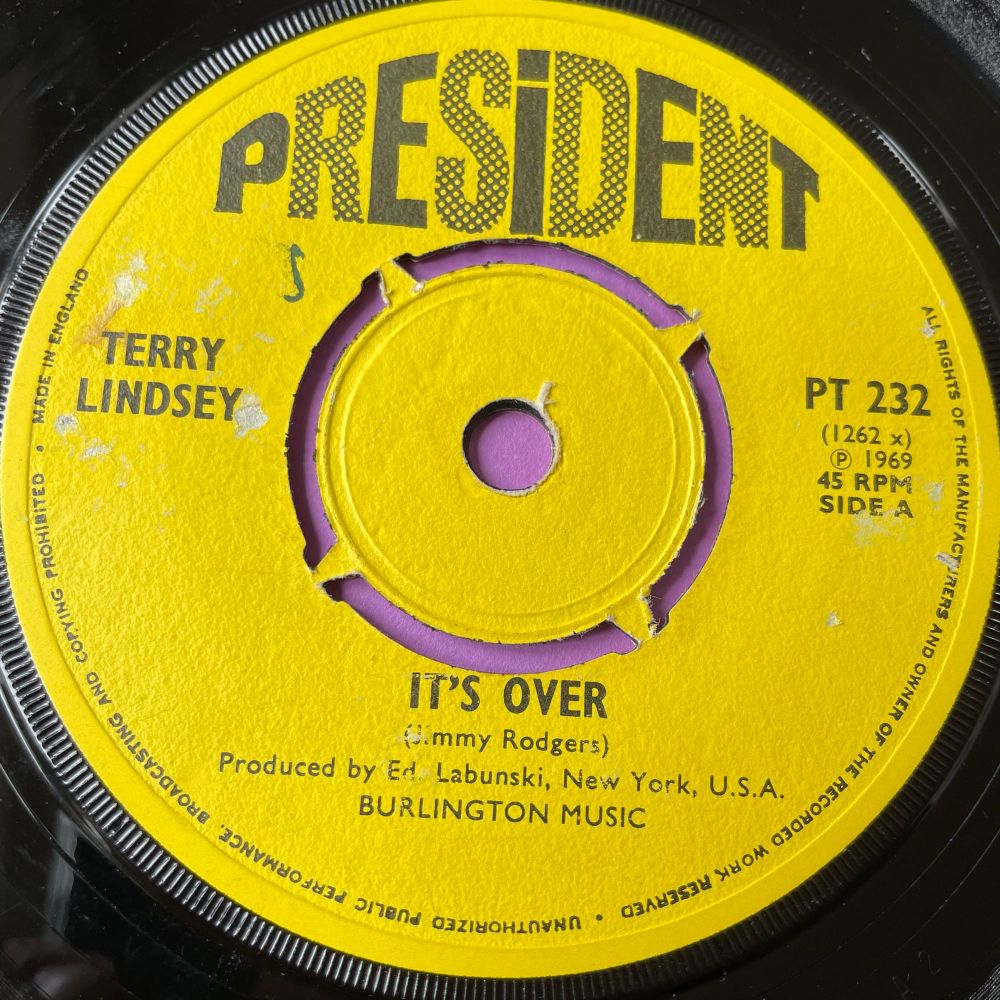 PRESiDENT
S
TERRY
LINDSEY
PT 232
(1262 x)
℗ 1969
45 RPM
SIDE A
IT'S OVER
(Jimmy Rodgers)
Produced by Ed. Labunski, New York, U.S.A.
BURLINGTON MUSIC
ALL RIGHTS OF THE MANUFACTURERS AND OWNER OF THE RECORDED WORK RESERVED • UNAUTHORIZED PUBLIC PERFORMANCE, BROADCASTING AND COPYING PROHIBITED • MADE IN ENGLAND